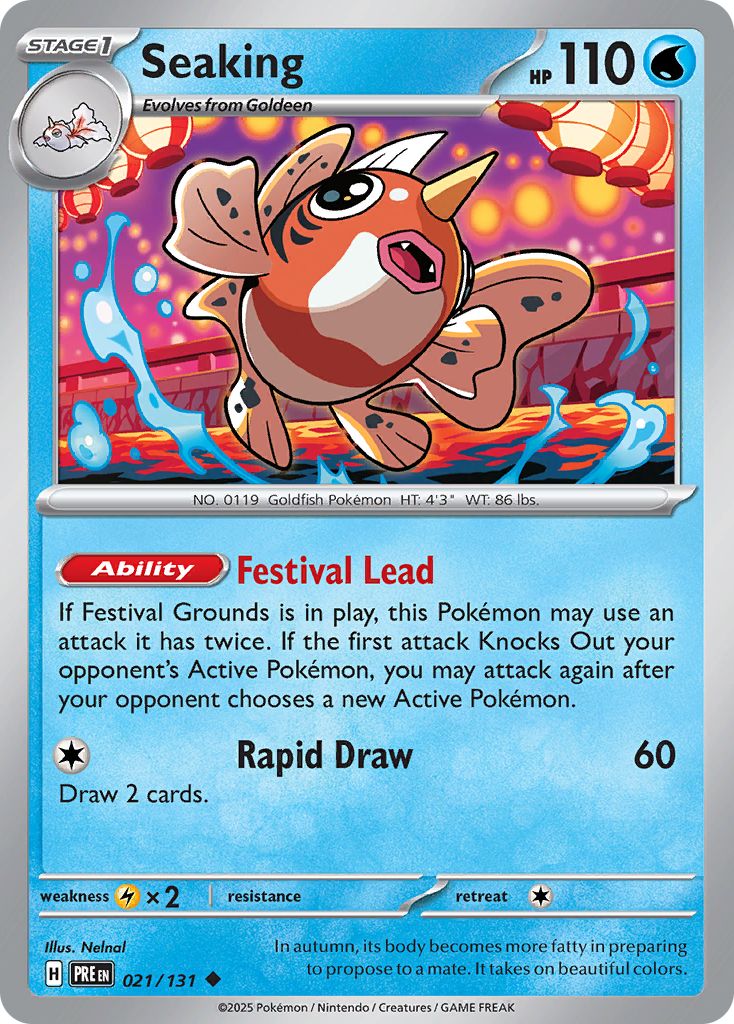 STAGE1
Seaking
HP 110
Evolves from Goldeen
NO. 0119 Goldfish Pokémon HT: 4'3" WT: 86 lbs.
Ability Festival Lead
If Festival Grounds is in play, this Pokémon may use an
attack it has twice. If the first attack Knocks Out your
opponent's Active Pokémon, you may attack again after
your opponent chooses a new Active Pokémon.
Rapid Draw 60
Draw 2 cards.
weakness ×2 resistance retreat
Illus. Nelnal
In autumn, its body becomes more fatty in preparing
to propose to a mate. It takes on beautiful colors.
H PRE EN 021/131
©2025 Pokémon / Nintendo / Creatures / GAME FREAK